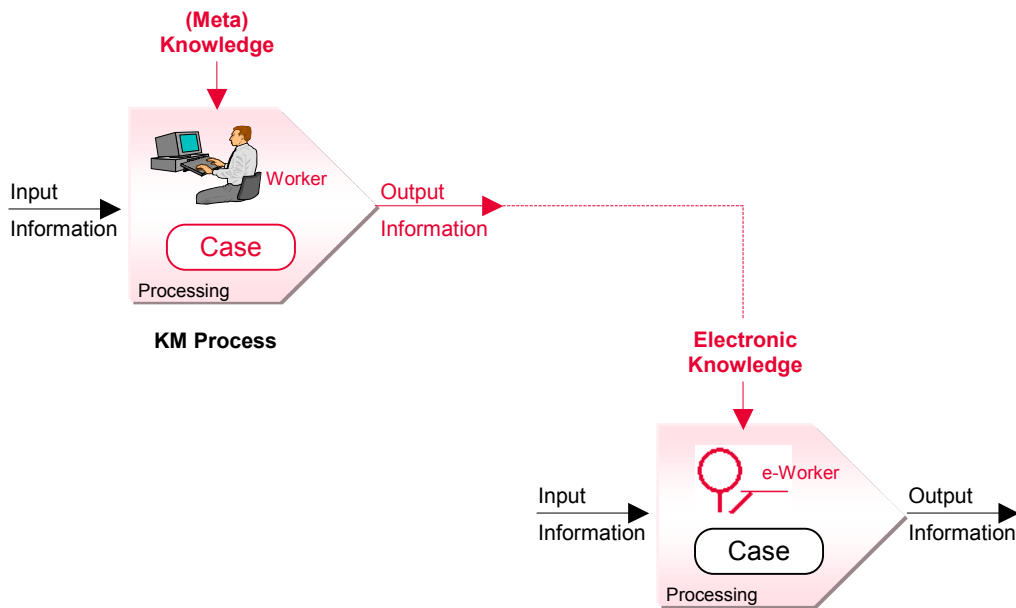 (Meta)
Knowledge
Worker
Input
Information
Output
Information
Case
Processing
KM Process
Electronic
Knowledge
e-Worker
Input
Information
Output
Information
Case
Processing